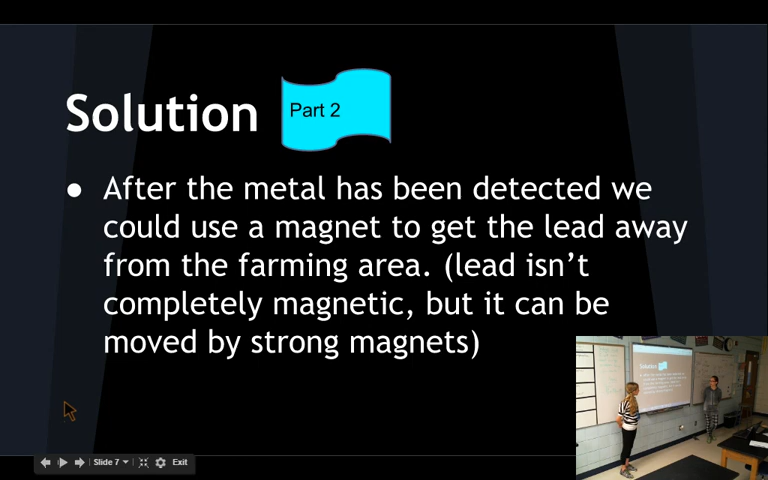 Solution
Part 2
● After the metal has been detected we
could use a magnet to get the lead away
from the farming area. (lead isn't
completely magnetic, but it can be
moved by strong magnets)
Slide 7
Exit
Solution